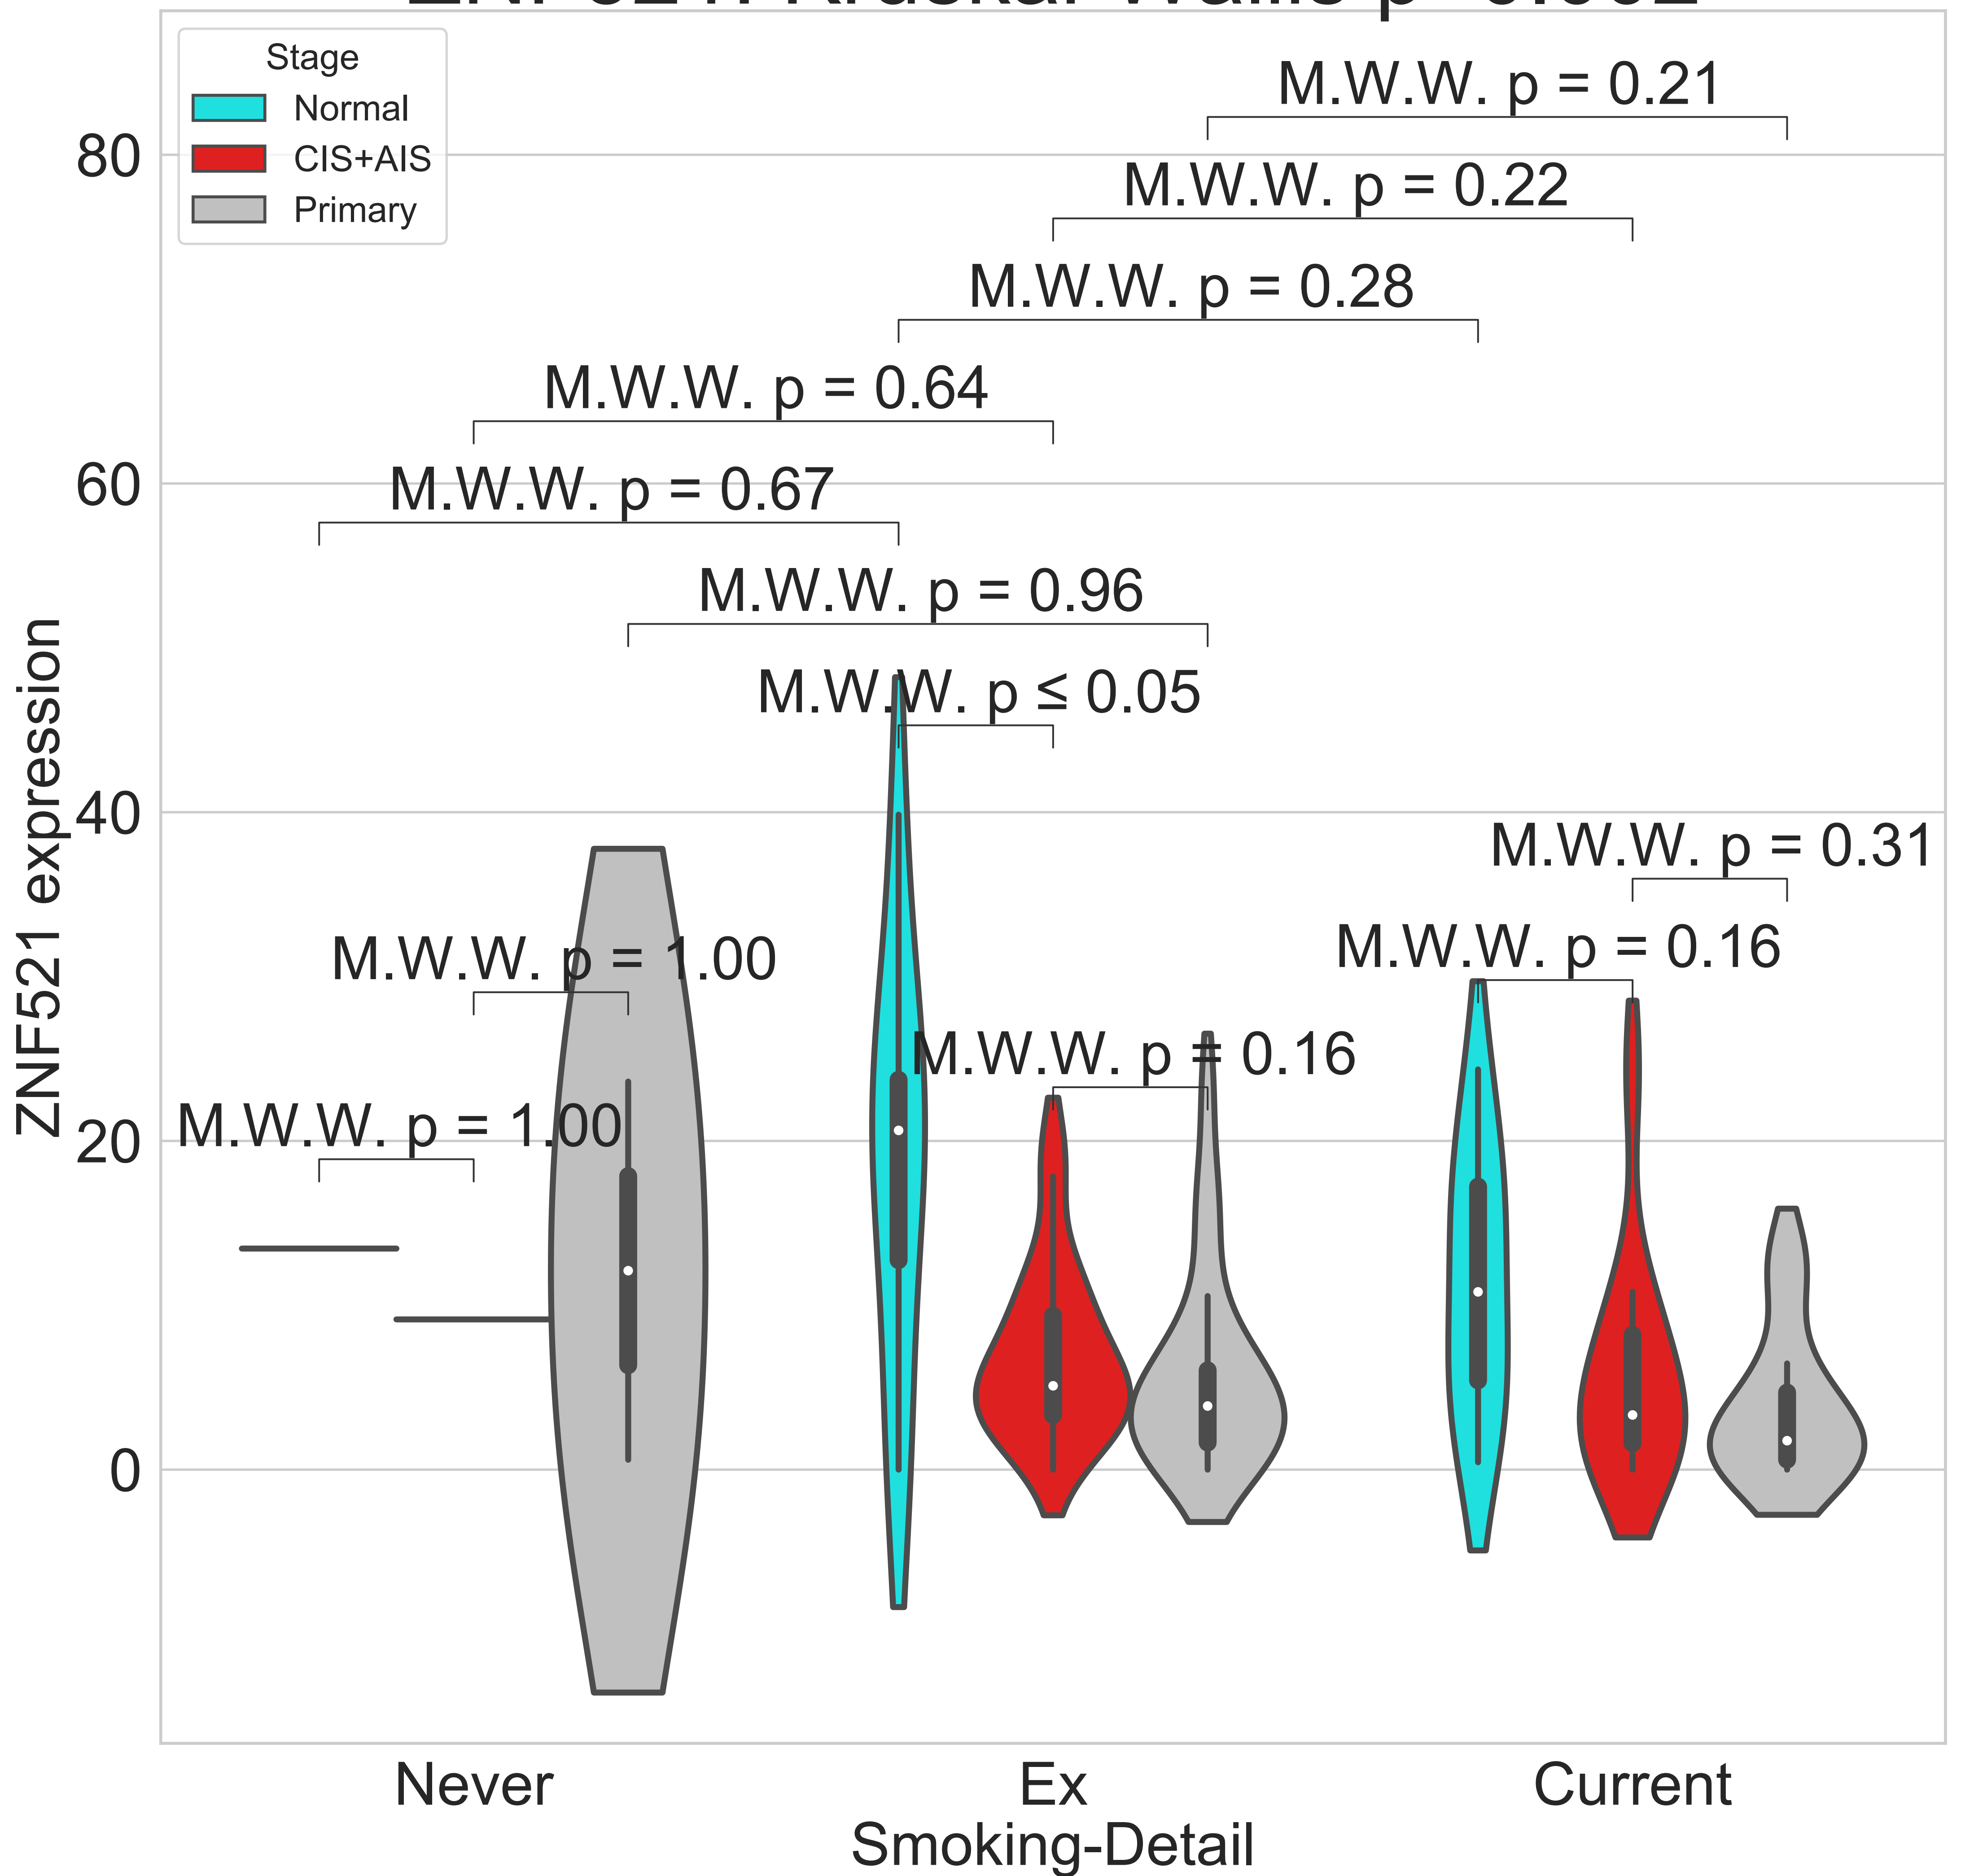 Stage
Normal
CIS+AIS
Primary
M.W.W. p = 0.21
M.W.W. p = 0.22
M.W.W. p = 0.28
M.W.W. p = 0.64
M.W.W. p = 0.67
M.W.W. p = 0.96
M.W.W. p ≤ 0.05
M.W.W. p = 0.31
M.W.W. p = 1.00
M.W.W. p = 0.16
M.W.W. p = 0.16
M.W.W. p = 1.00
80
60
40
20
0
ZNF521 expression
Never
Ex
Current
Smoking-Detail